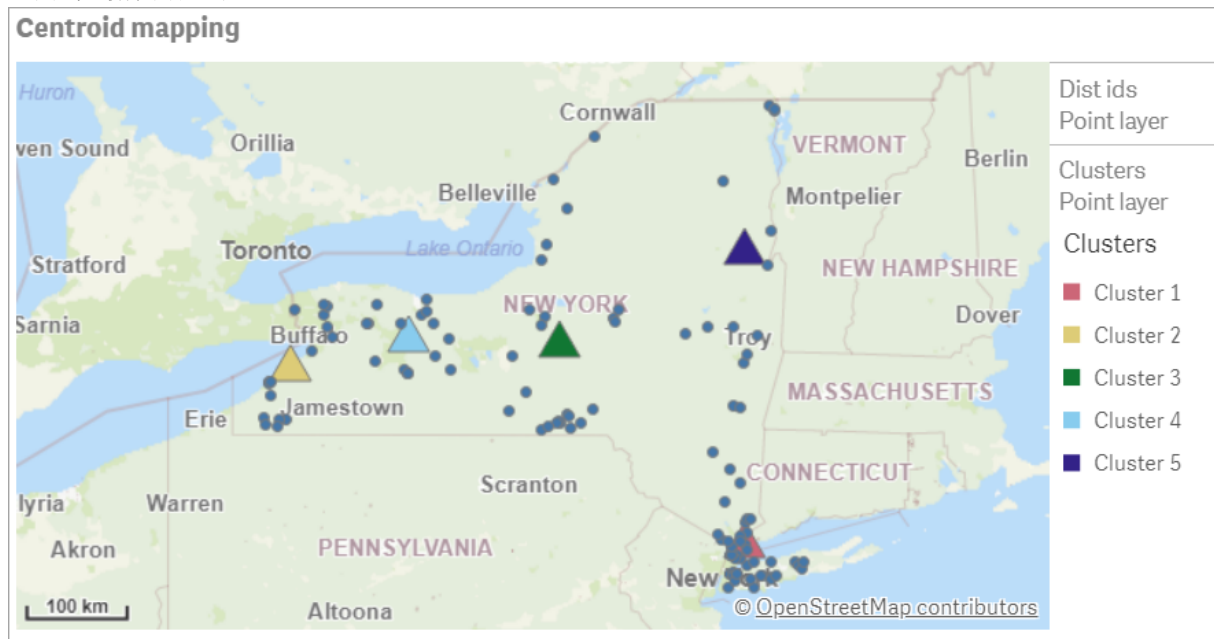 Centroid mapping
Huron
Cornwall
Dist ids
Point layer
wen Sound
Orillia
VERMONT
Berlin
Clusters
Point layer
Belleville
Montpelier
Clusters
Toronto
Lake Ontario
Stratford
NEW HAMPSHIRE
Cluster 1
NEW YORK
Sarnia
Dover
Buffalo
Troy
Cluster 2
Cluster 3
MASSACHUSETTS
Erie
Jamestown
Cluster 4
CONNECTICUT
Cluster 5
Scranton
lyria
Warren
Akron
PENNSYLVANIA
New York
100 km
Altoona
© OpenStreetMap contributors